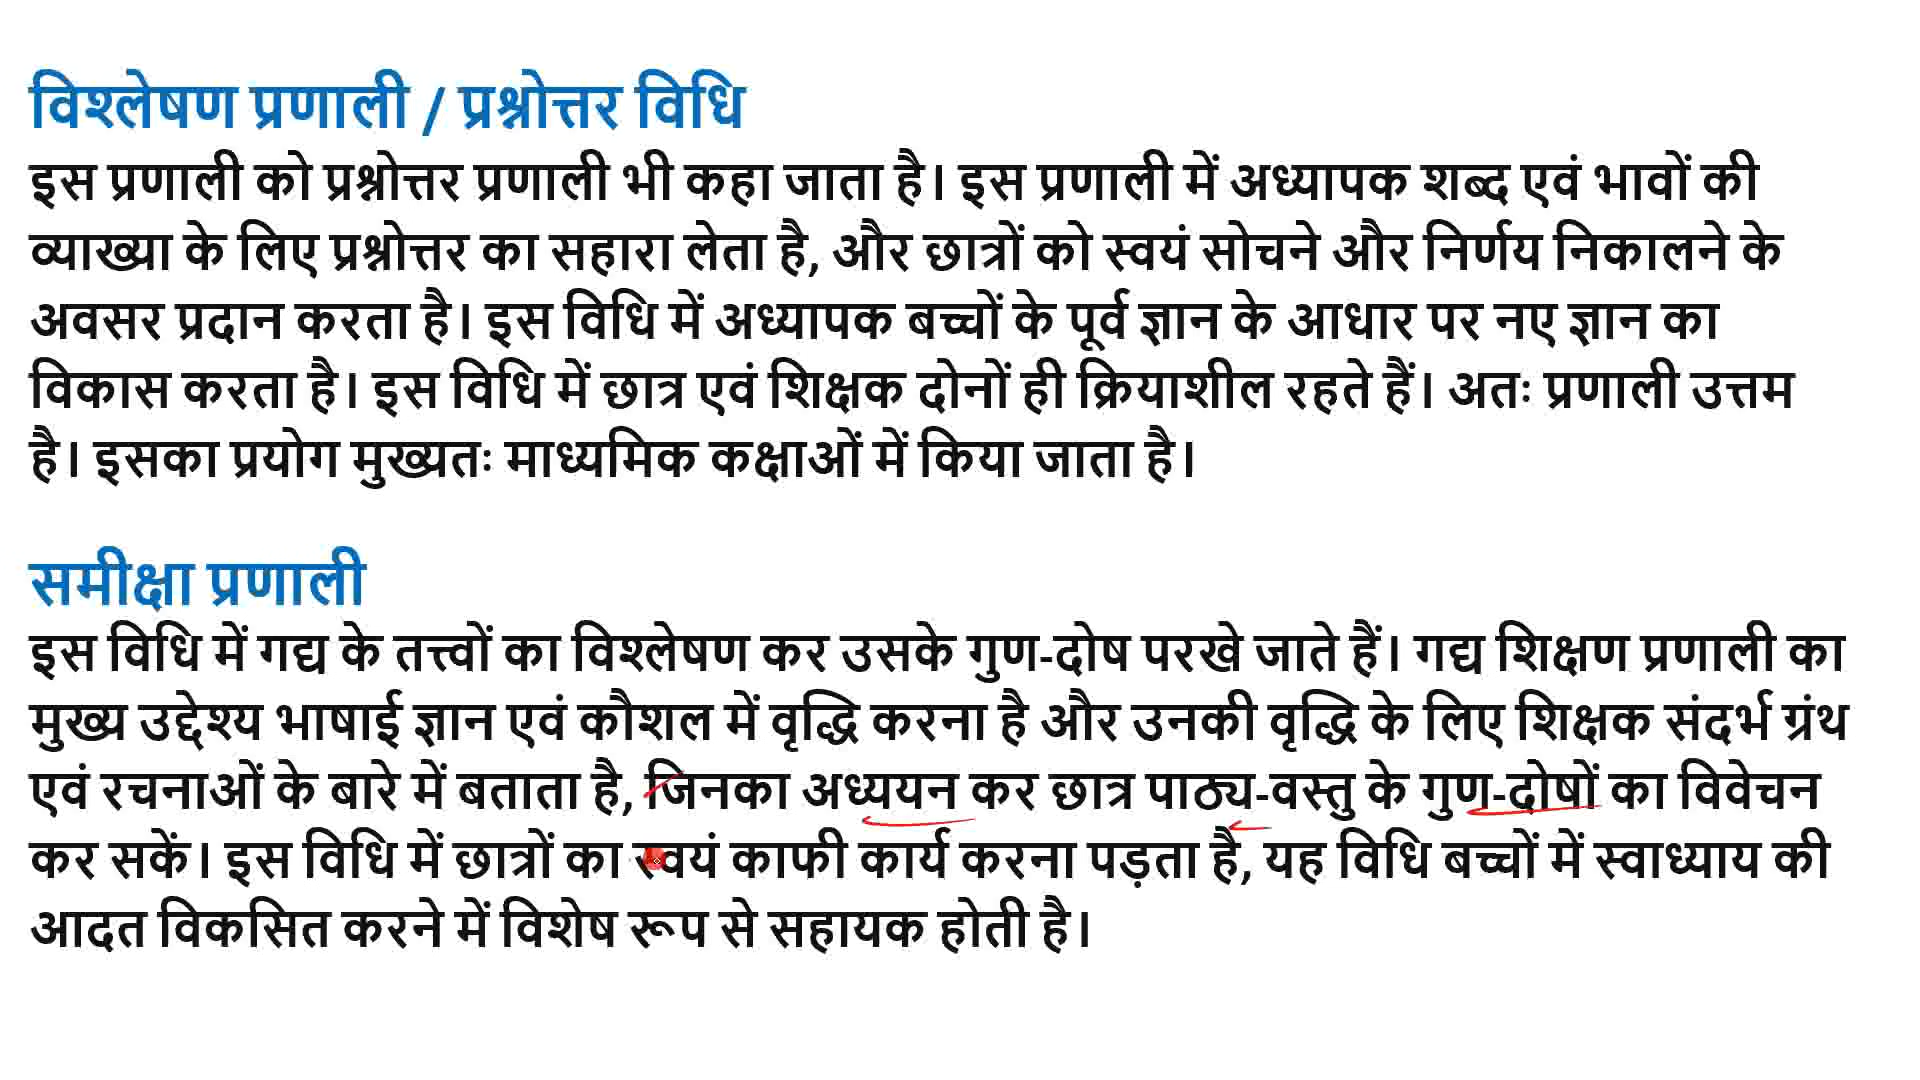 विश्लेषण प्रणाली / प्रश्नोत्तर विधि
इस प्रणाली को प्रश्नोत्तर प्रणाली भी कहा जाता है। इस प्रणाली में अध्यापक शब्द एवं भावों की
व्याख्या के लिए प्रश्नोत्तर का सहारा लेता है, और छात्रों को स्वयं सोचने और निर्णय निकालने के
अवसर प्रदान करता है। इस विधि में अध्यापक बच्चों के पूर्व ज्ञान के आधार पर नए ज्ञान का
विकास करता है। इस विधि में छात्र एवं शिक्षक दोनों ही क्रियाशील रहते हैं। अतः प्रणाली उत्तम
है। इसका प्रयोग मुख्यतः माध्यमिक कक्षाओं में किया जाता है।
समीक्षा प्रणाली
इस विधि में गद्य के तत्त्वों का विश्लेषण कर उसके गुण-दोष परखे जाते हैं। गद्य शिक्षण प्रणाली का
मुख्य उद्देश्य भाषाई ज्ञान एवं कौशल में वृद्धि करना है और उनकी वृद्धि के लिए शिक्षक संदर्भ ग्रंथ
एवं रचनाओं के बारे में बताता है, जिनका अध्ययन कर छात्र पाठ्य-वस्तु के गुण-दोषों का विवेचन
कर सकें। इस विधि में छात्रों का स्वयं काफी कार्य करना पड़ता है, यह विधि बच्चों में स्वाध्याय की
आदत विकसित करने में विशेष रूप से सहायक होती है।